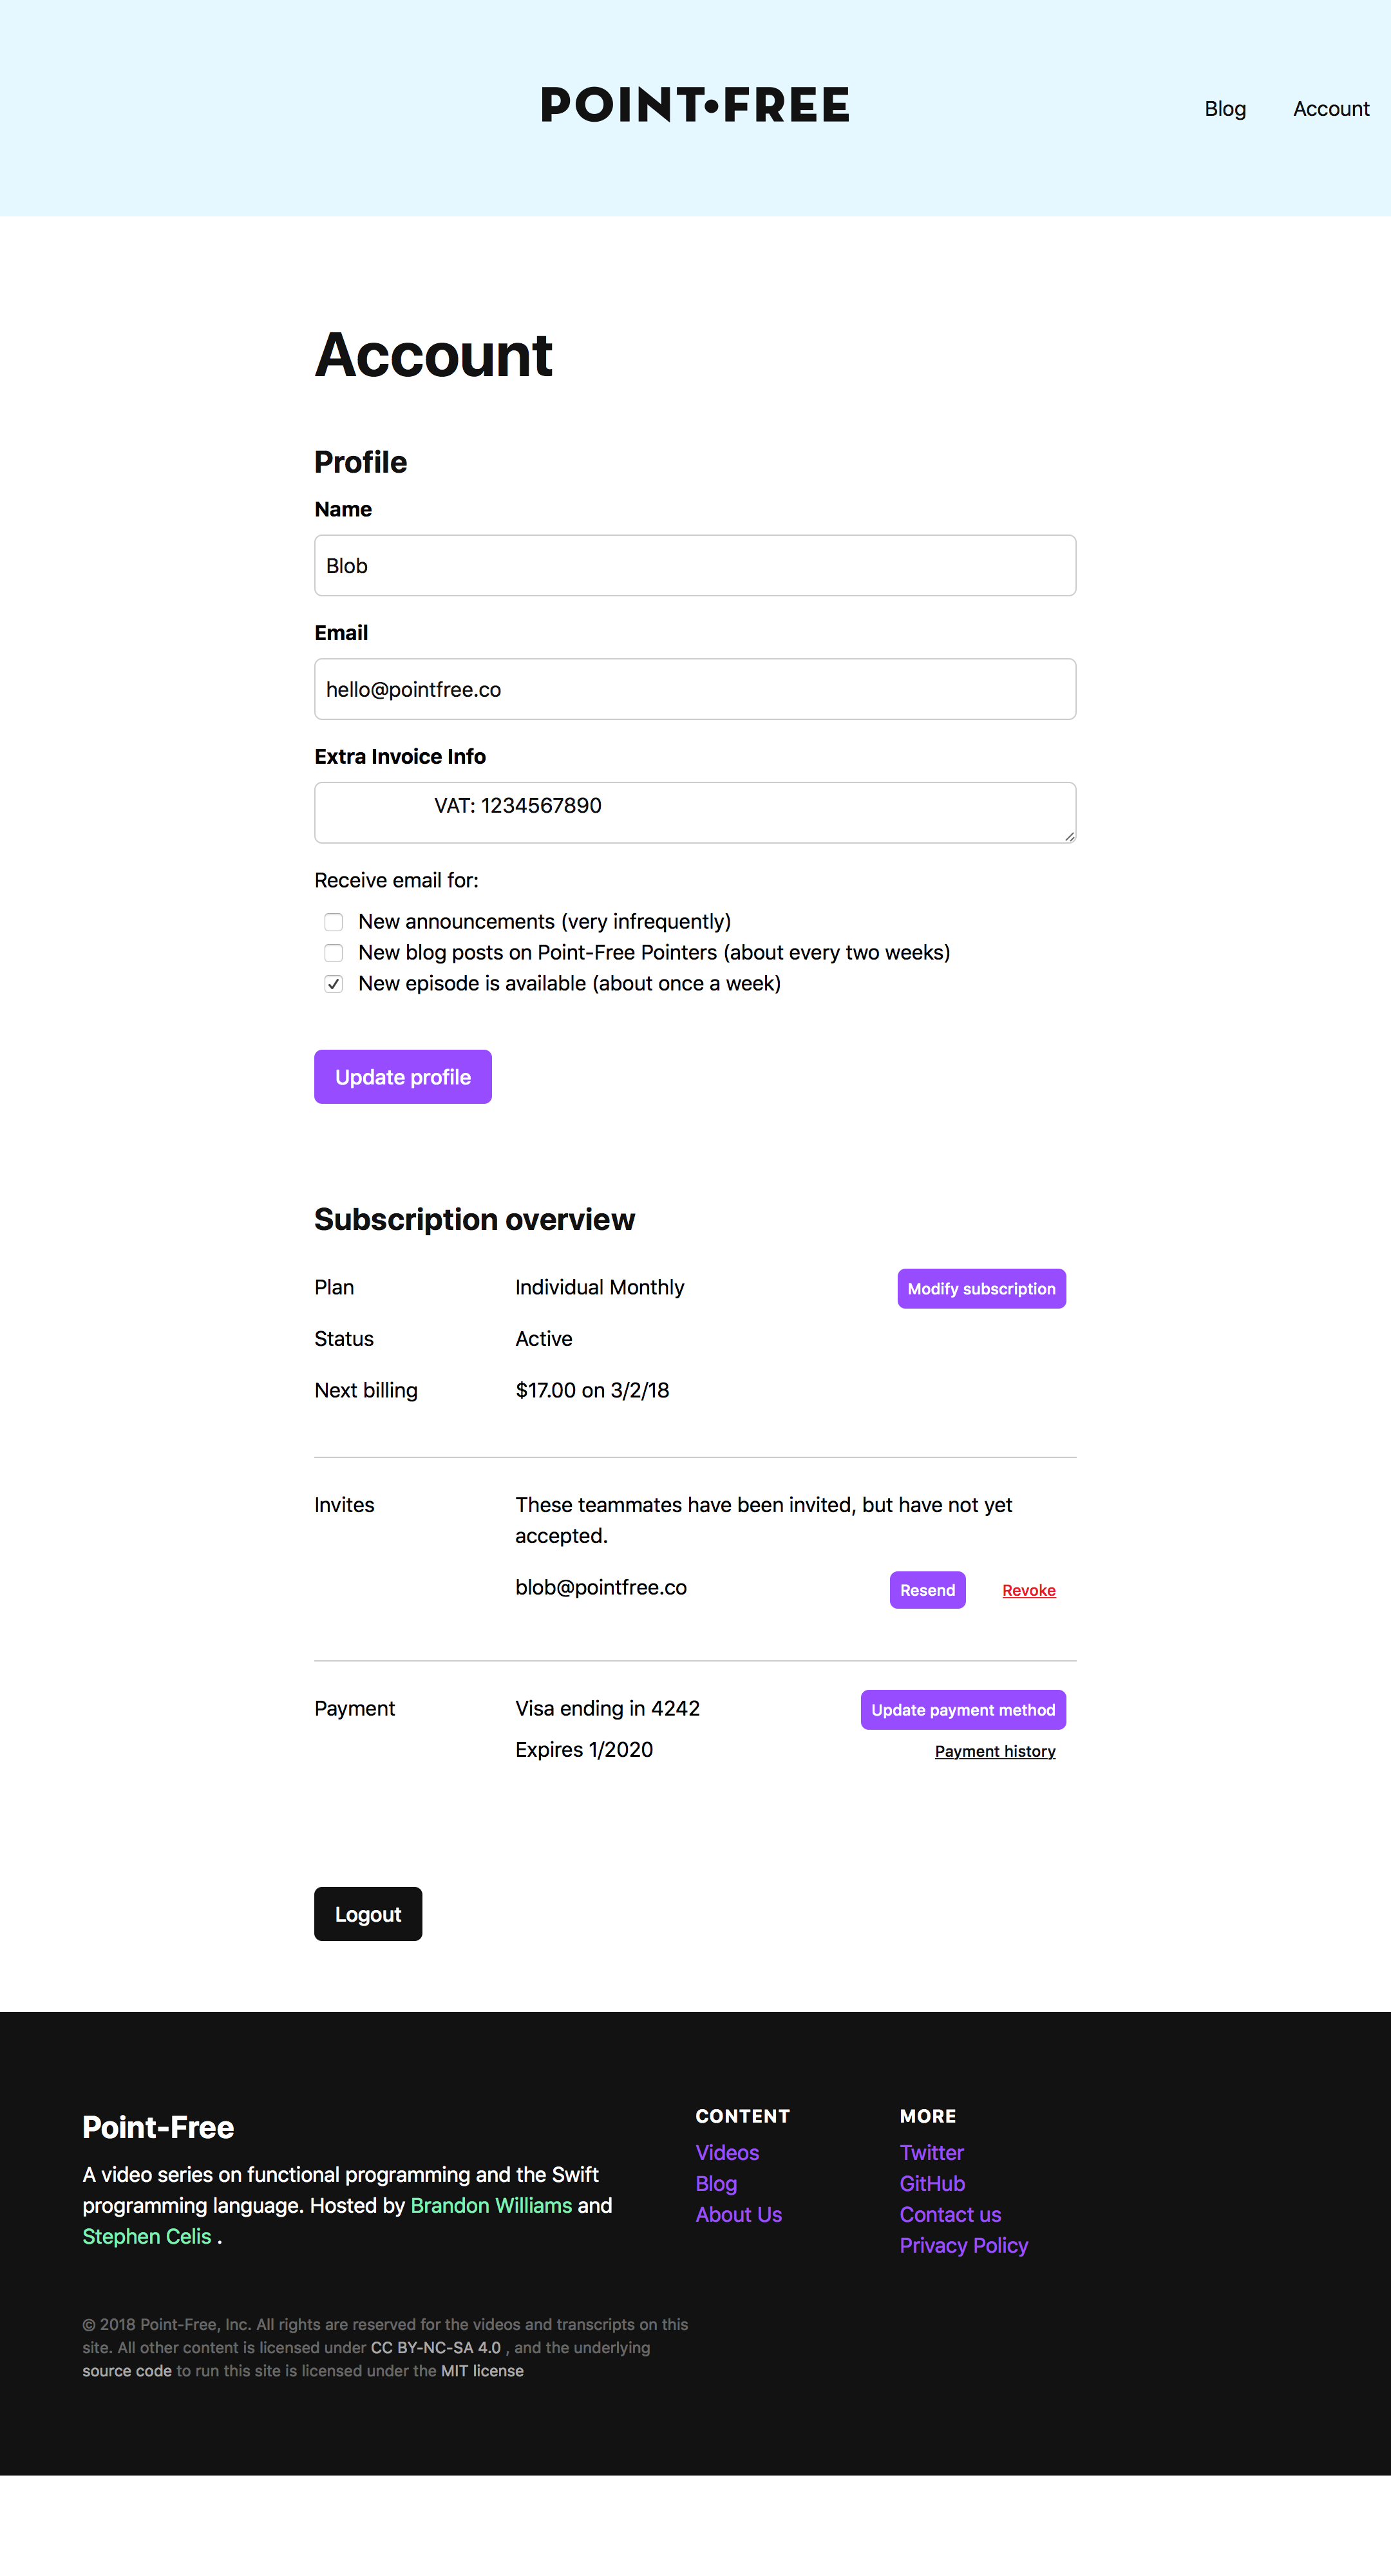 POINT•FREE
Blog
Account
Account
Profile
Name
Blob
Email
hello@pointfree.co
Extra Invoice Info
VAT: 1234567890
Receive email for:
New announcements (very infrequently)
New blog posts on Point-Free Pointers (about every two weeks)
New episode is available (about once a week)
Update profile
Subscription overview
Plan
Individual Monthly
Modify subscription
Status
Active
Next billing
$17.00 on 3/2/18
Invites
These teammates have been invited, but have not yet
accepted.
blob@pointfree.co
Resend
Revoke
Payment
Visa ending in 4242
Update payment method
Expires 1/2020
Payment history
Logout
Point-Free
A video series on functional programming and the Swift
programming language. Hosted by Brandon Williams and
Stephen Celis .
CONTENT
Videos
Blog
About Us
MORE
Twitter
GitHub
Contact us
Privacy Policy
© 2018 Point-Free, Inc. All rights are reserved for the videos and transcripts on this
site. All other content is licensed under CC BY-NC-SA 4.0 , and the underlying
source code to run this site is licensed under the MIT license